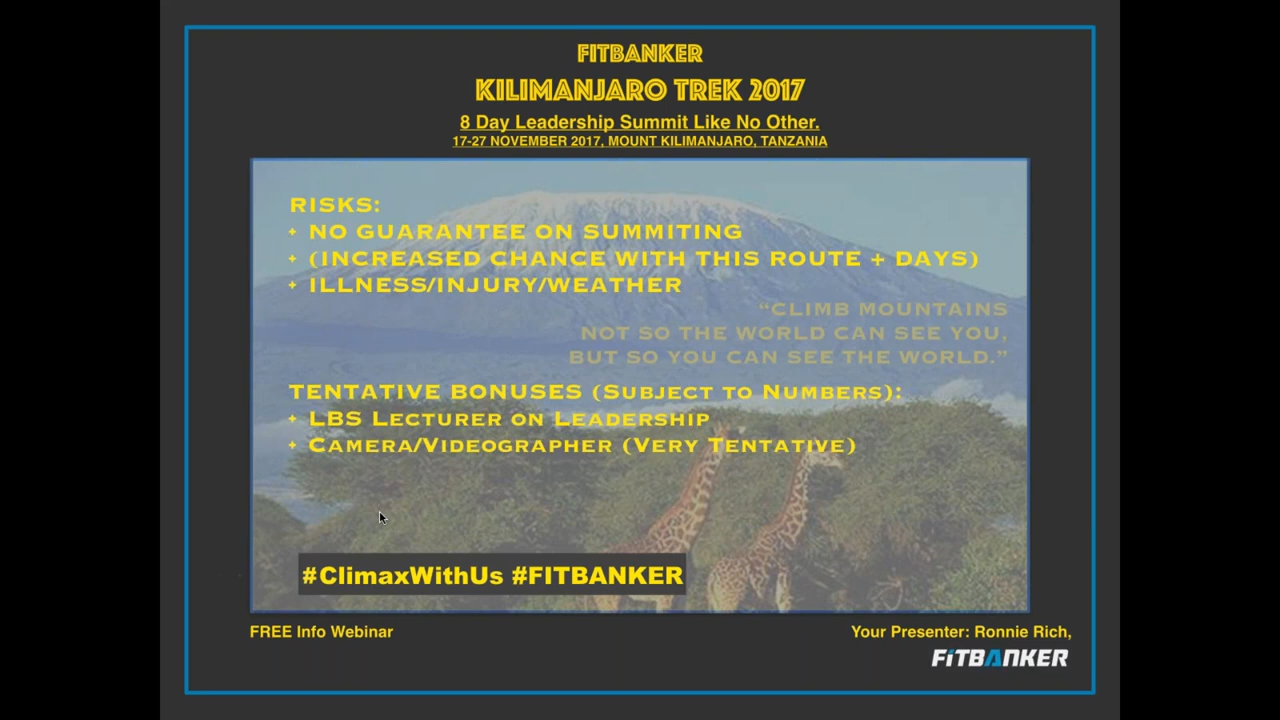 FITBANKER
KILIMANJARO TREK 2017
8 Day Leadership Summit Like No Other.
17-27 NOVEMBER 2017, MOUNT KILIMANJARO, TANZANIA
RISKS:
+ NO GUARANTEE ON SUMMITING
+ (INCREASED CHANCE WITH THIS ROUTE + DAYS)
+ ILLNESS/INJURY/WEATHER
“CLIMB MOUNTAINS
NOT SO THE WORLD CAN SEE YOU,
BUT SO YOU CAN SEE THE WORLD.”
TENTATIVE BONUSES (Subject to Numbers):
+ LBS Lecturer on Leadership
+ Camera/Videographer (Very Tentative)
#ClimaxWithUs #FITBANKER
FREE Info Webinar
Your Presenter: Ronnie Rich,
FiTBANKER